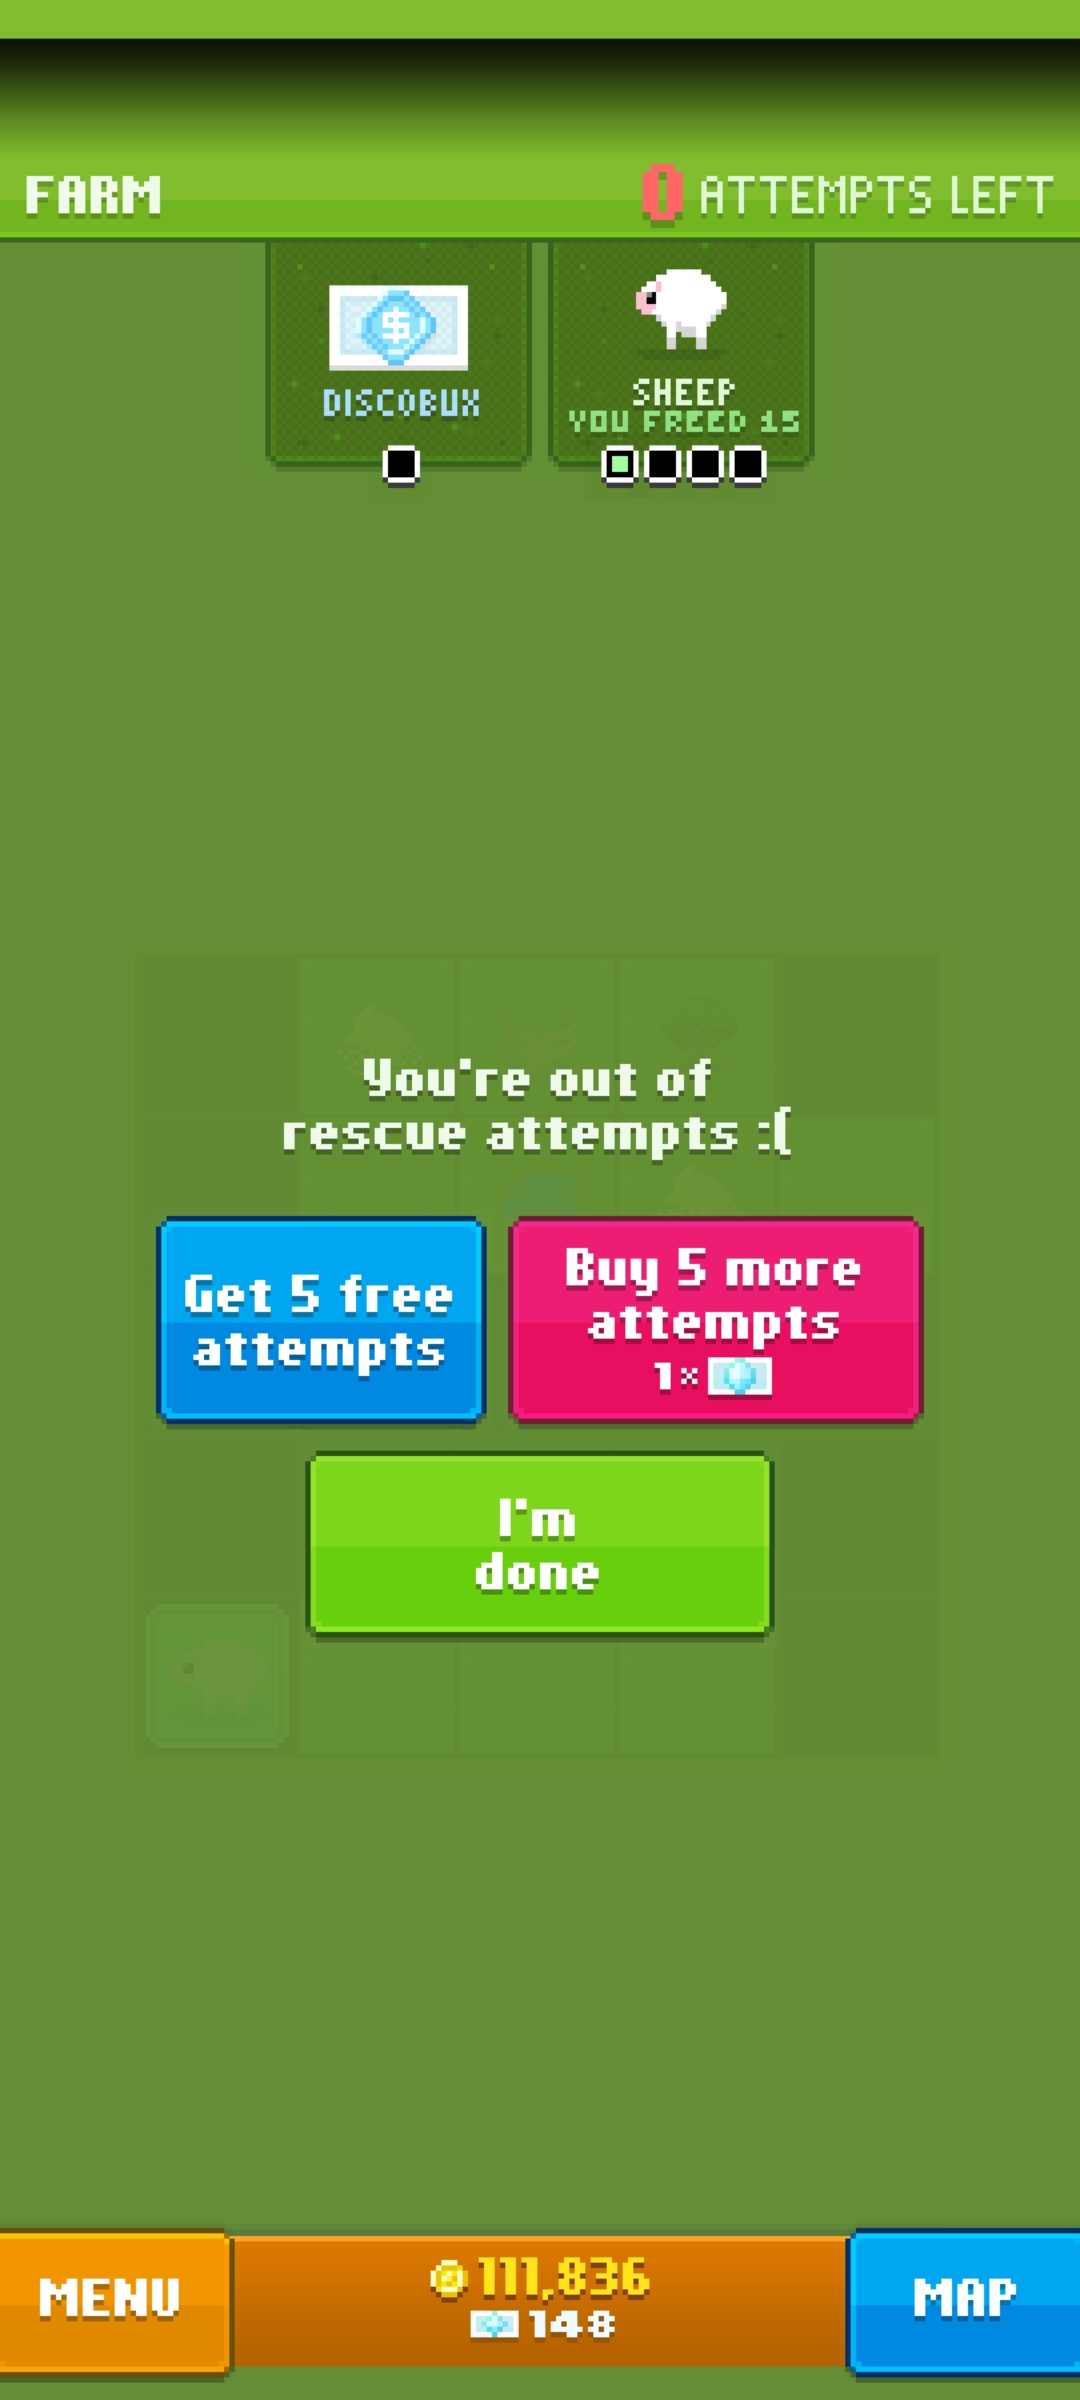 FARM
0 ATTEMPTS LEFT
$
DISCOBUX
SHEEP
YOU FREED 15
You're out of
rescue attempts :(
Get 5 free
attempts
Buy 5 more
attempts
1×
I'm
done
MENU
111,836
148
MAP